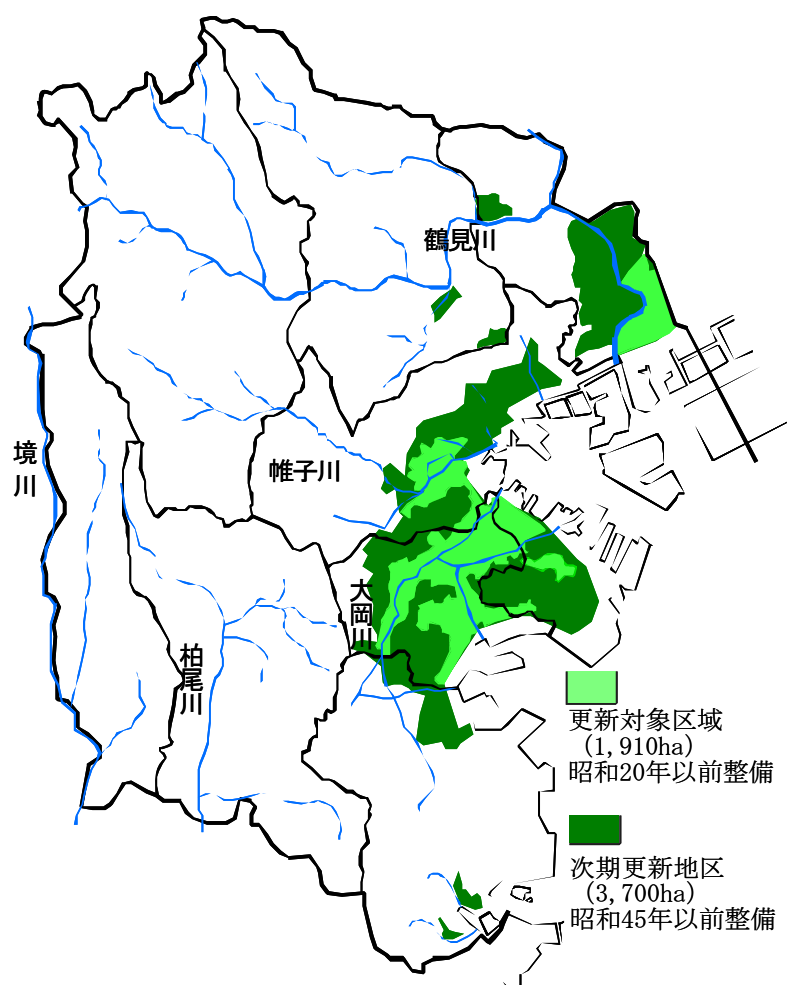 鶴見川
境川
帷子川
大岡川
柏尾川
更新対象区域
(1,910ha)
昭和20年以前整備
次期更新地区
(3,700ha)
昭和45年以前整備